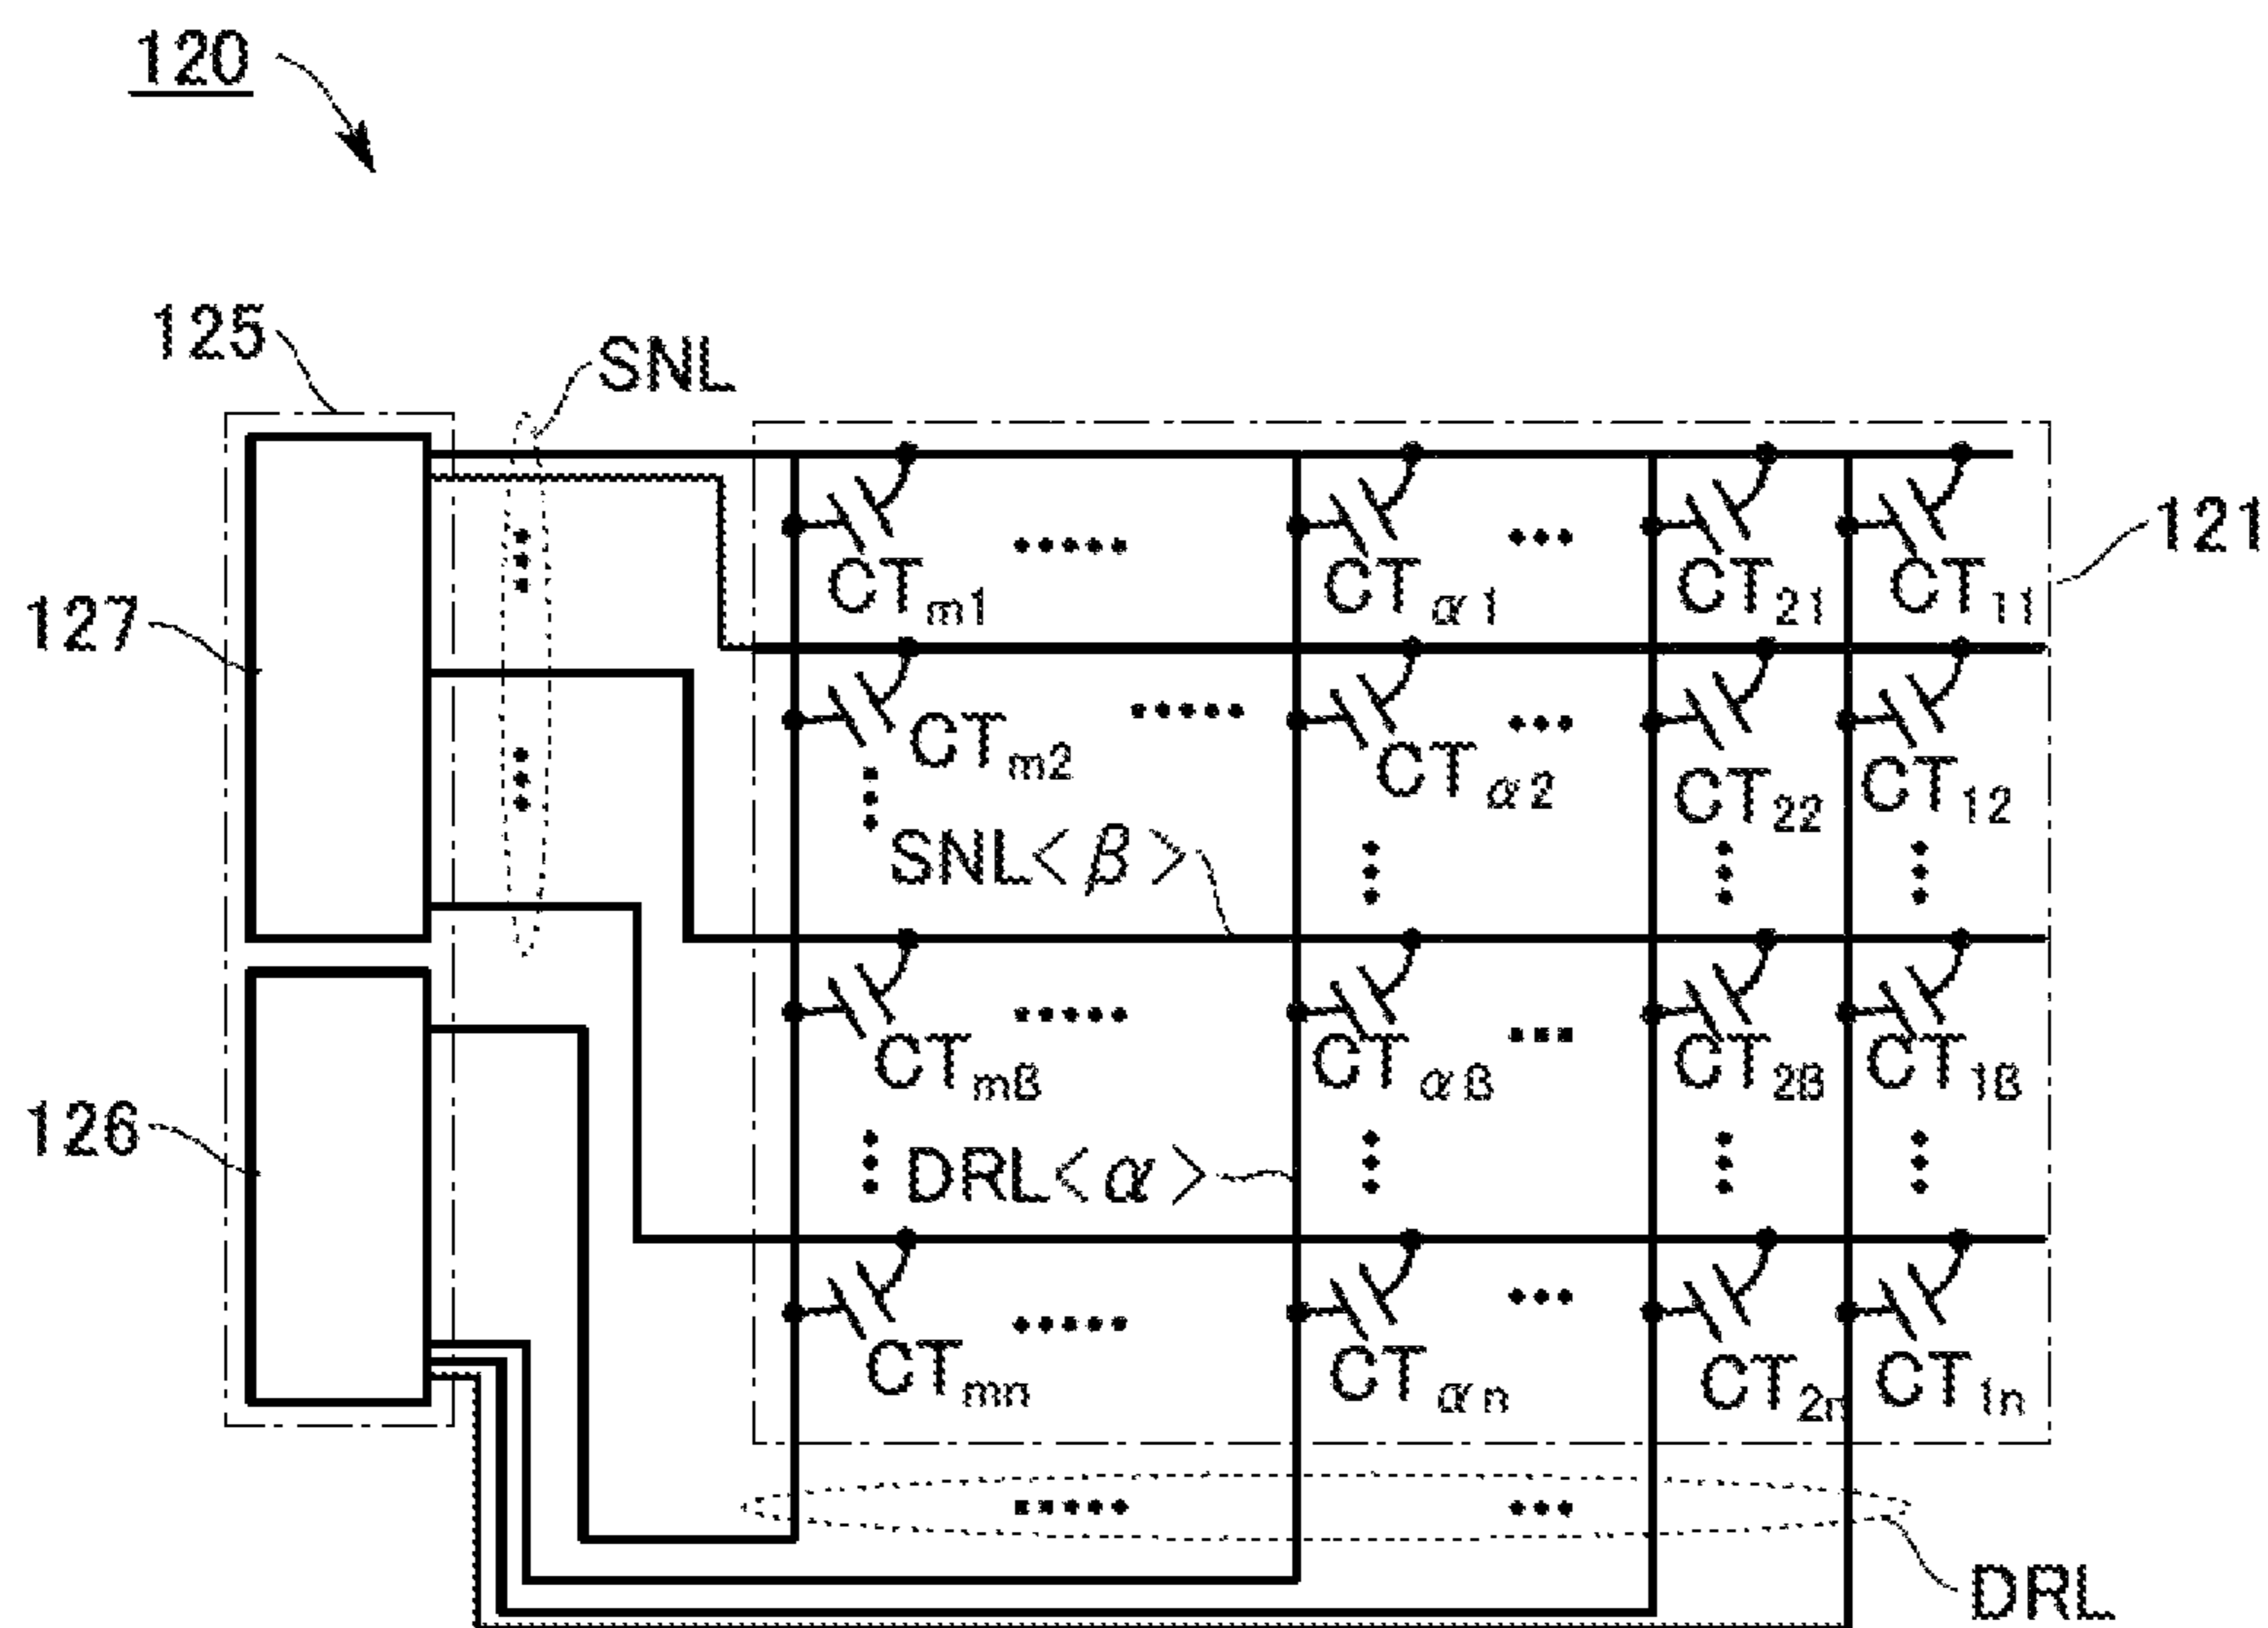 120
125
SNL
121
CTm1 CTα1 CT21 CT11
127
CTm2 CTα2 CT22 CT12
SNL<β>
CTmβ CTαβ CT2β CT1β
126
DRL<α>
CTmn CTαn CT2n CT1n
DRL